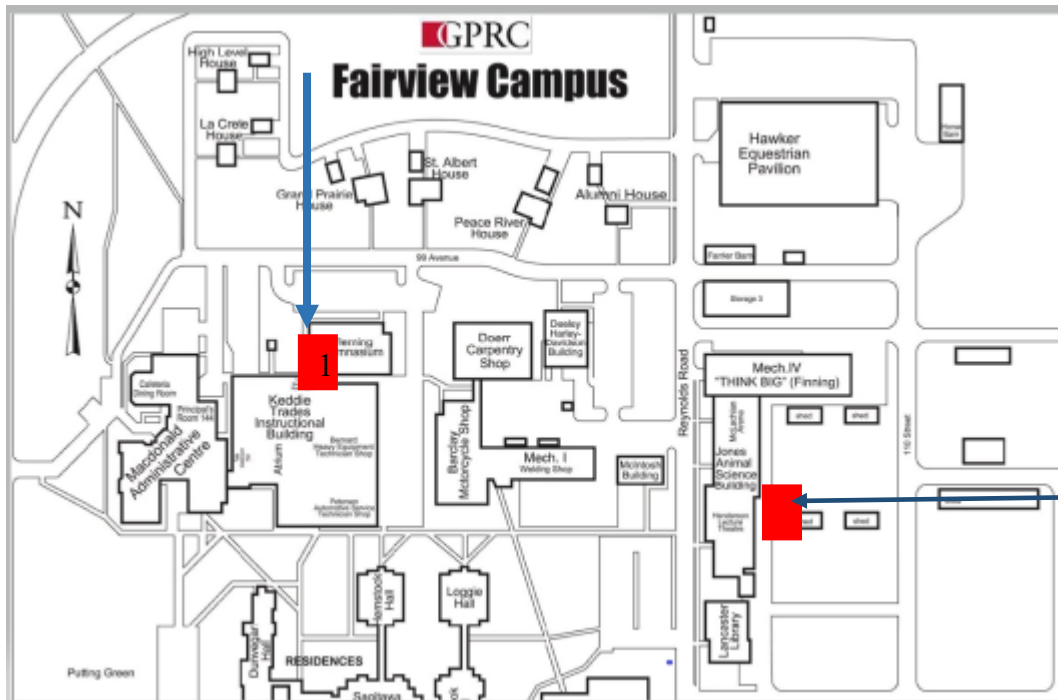 GPRC
Fairview Campus
High Level
House
La Crete
House
St. Albert
House
Grand Prairie
House
Peace River
House
Alumni House
Hawker
Equestrian
Pavilion
N
99 Avenue
Farrier Barn
Storage 3
1
Doerr
Carpentry
Shop
Deeley
Harley-
Davidson
Building
Reynolds Road
Mech.IV
"THINK BIG" (Finning)
Cafeteria
Dining Room
Principal's
Room 144
Macdonald
Administrative
Centre
Keddie
Trades
Instructional
Building
Atrium
Bernard
Heavy Equipment
Technician Shop
Peterson
Automotive Service
Technician Shop
Barclay
Motorcycle Shop
Mech. I
Welding Shop
McIntosh
Building
McLachlan
Arena
shed
shed
110 Street
Jones
Animal
Science
Building
Henderson
Lecture
Theatre
shed
Hemstock
Hall
Loggie
Hall
Lancaster
Library
Dunvegan
Hall
RESIDENCES
Putting Green